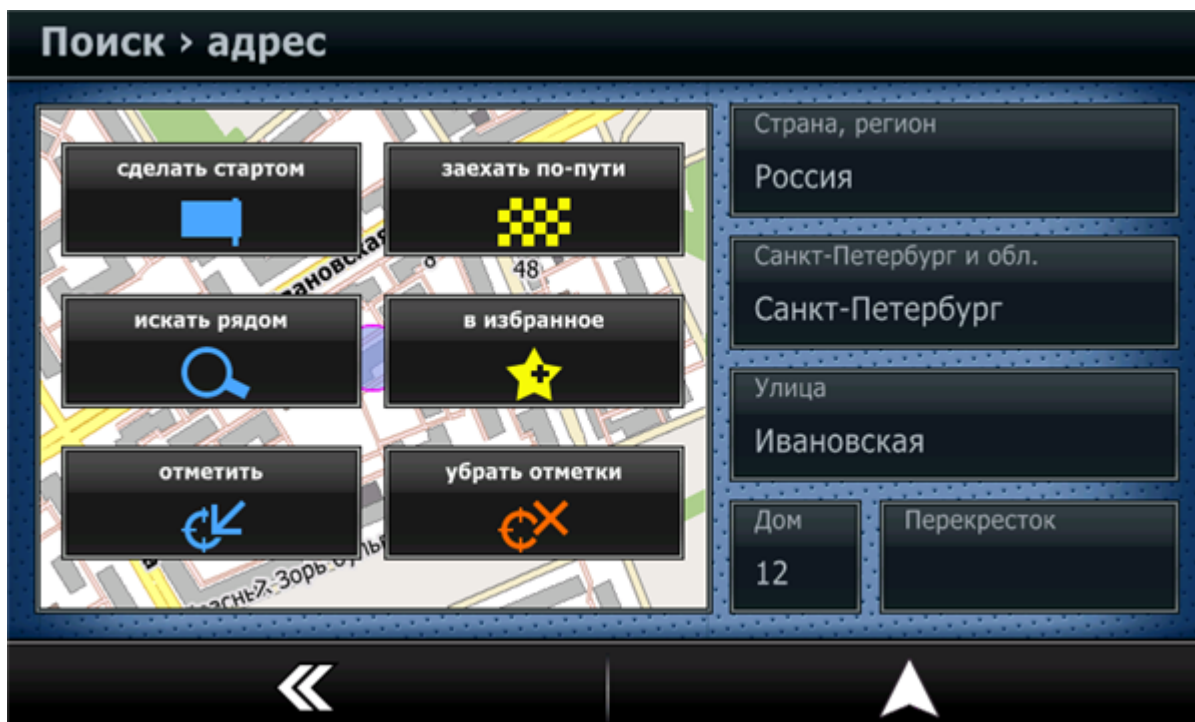 Поиск › адрес
сделать стартом
заехать по-пути
48
искать рядом
в избранное
отметить
убрать отметки
Страна, регион
Россия
Санкт-Петербург и обл.
Санкт-Петербург
Улица
Ивановская
Дом
12
Перекресток